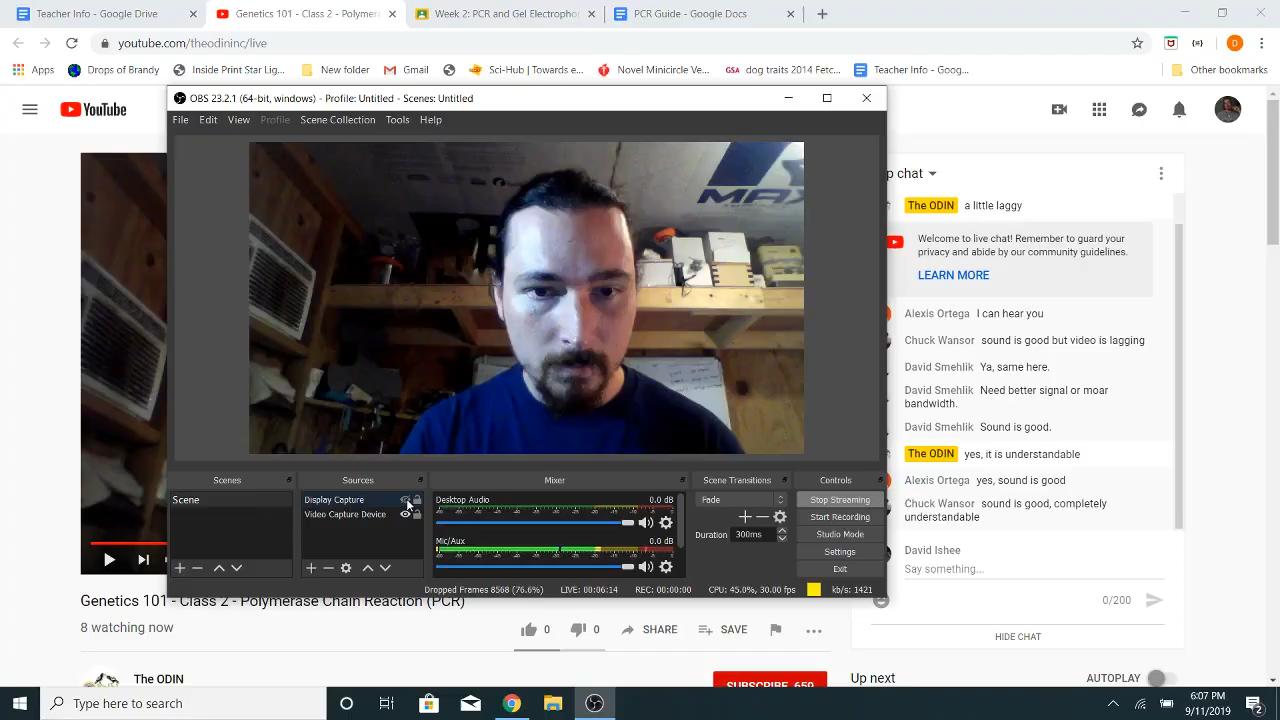 Teacher Info - Google Docs
Genetics 101 - Class 2 - Polymera
Week 2: PCR and Gel Electropho
PCR Guide - Google Docs
youtube.com/theodininc/live
Apps
Drops of Brand
Inside Print Star Lig
New folder
Gmail
Sci-Hub | Towards e...
Novel Minicircle Ve
GSA
dog traits 2014 Fetc...
Teacher Info - Goog...
Other bookmarks
OBS 23.2.1 (64-bit, windows) - Profile: Untitled - Scenes: Untitled
File Edit View Profile Scene Collection Tools Help
YouTube
p chat
The ODIN a little laggy
Welcome to live chat! Remember to guard your
privacy and abide by our community guidelines.
LEARN MORE
Alexis Ortega I can hear you
Chuck Wansor sound is good but video is lagging
David Smehlik Ya, same here.
David Smehlik Need better signal or moar
bandwidth.
David Smehlik Sound is good.
The ODIN yes, it is understandable
Alexis Ortega yes, sound is good
Chuck Wansor sound is good, completely
understandable
David Ishee
Say something...
0/200
HIDE CHAT
Scenes
Sources
Mixer
Scene Transitions
Controls
Scene
Display Capture
Video Capture Device
Desktop Audio
0.0 dB
Mic/Aux
0.0 dB
Fade
Duration 300ms
Stop Streaming
Start Recording
Studio Mode
Settings
Exit
Dropped Frames 8568 (76.6%)
LIVE: 00:06:14
REC: 00:00:00
CPU: 45.0%, 30.00 fps
kb/s: 1421
Genetics 101 - Class 2 - Polymerase Chain Reaction (PCR)
8 watching now
0
0
SHARE
SAVE
The ODIN
SUBSCRIBE 659
Up next
AUTOPLAY
Type here to search
6:07 PM
9/11/2019
2